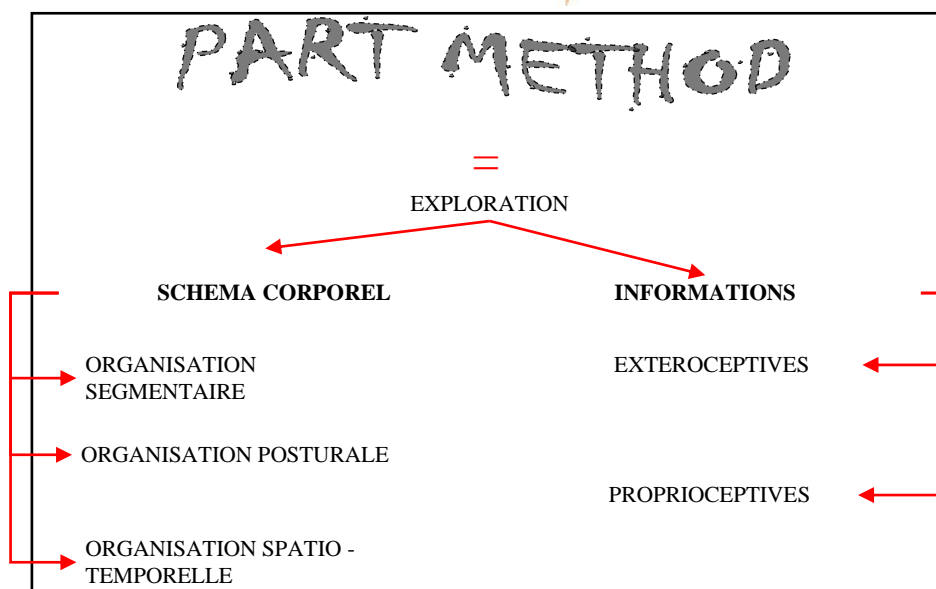 PART METHOD
=
EXPLORATION
SCHEMA CORPOREL
INFORMATIONS
ORGANISATION
SEGMENTAIRE
EXTEROCEPTIVES
ORGANISATION POSTURALE
PROPRIOCEPTIVES
ORGANISATION SPATIO -
TEMPORELLE